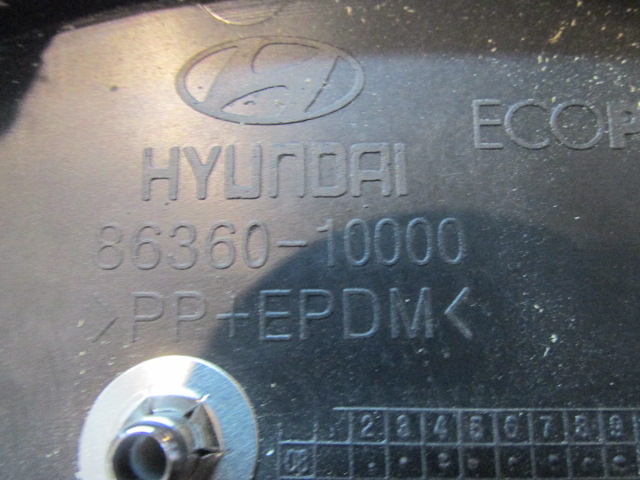 HYUNDAI
ECOP
86360-10000
>PP+EPDM<
2 3 4 5 6 7 8 9